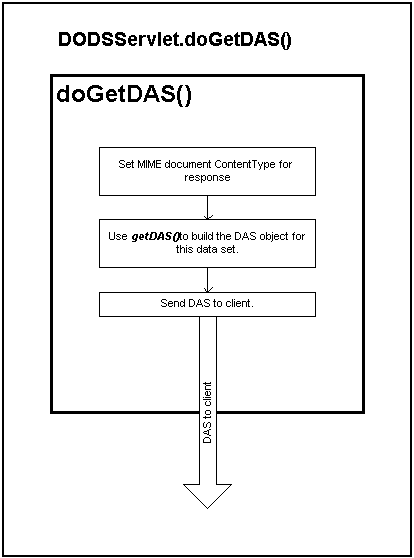 DODSServlet.doGetDAS()
doGetDAS()
Set MIME document ContentType for
response
Use getDAS()to build the DAS object for
this data set.
Send DAS to client.
DAS to client